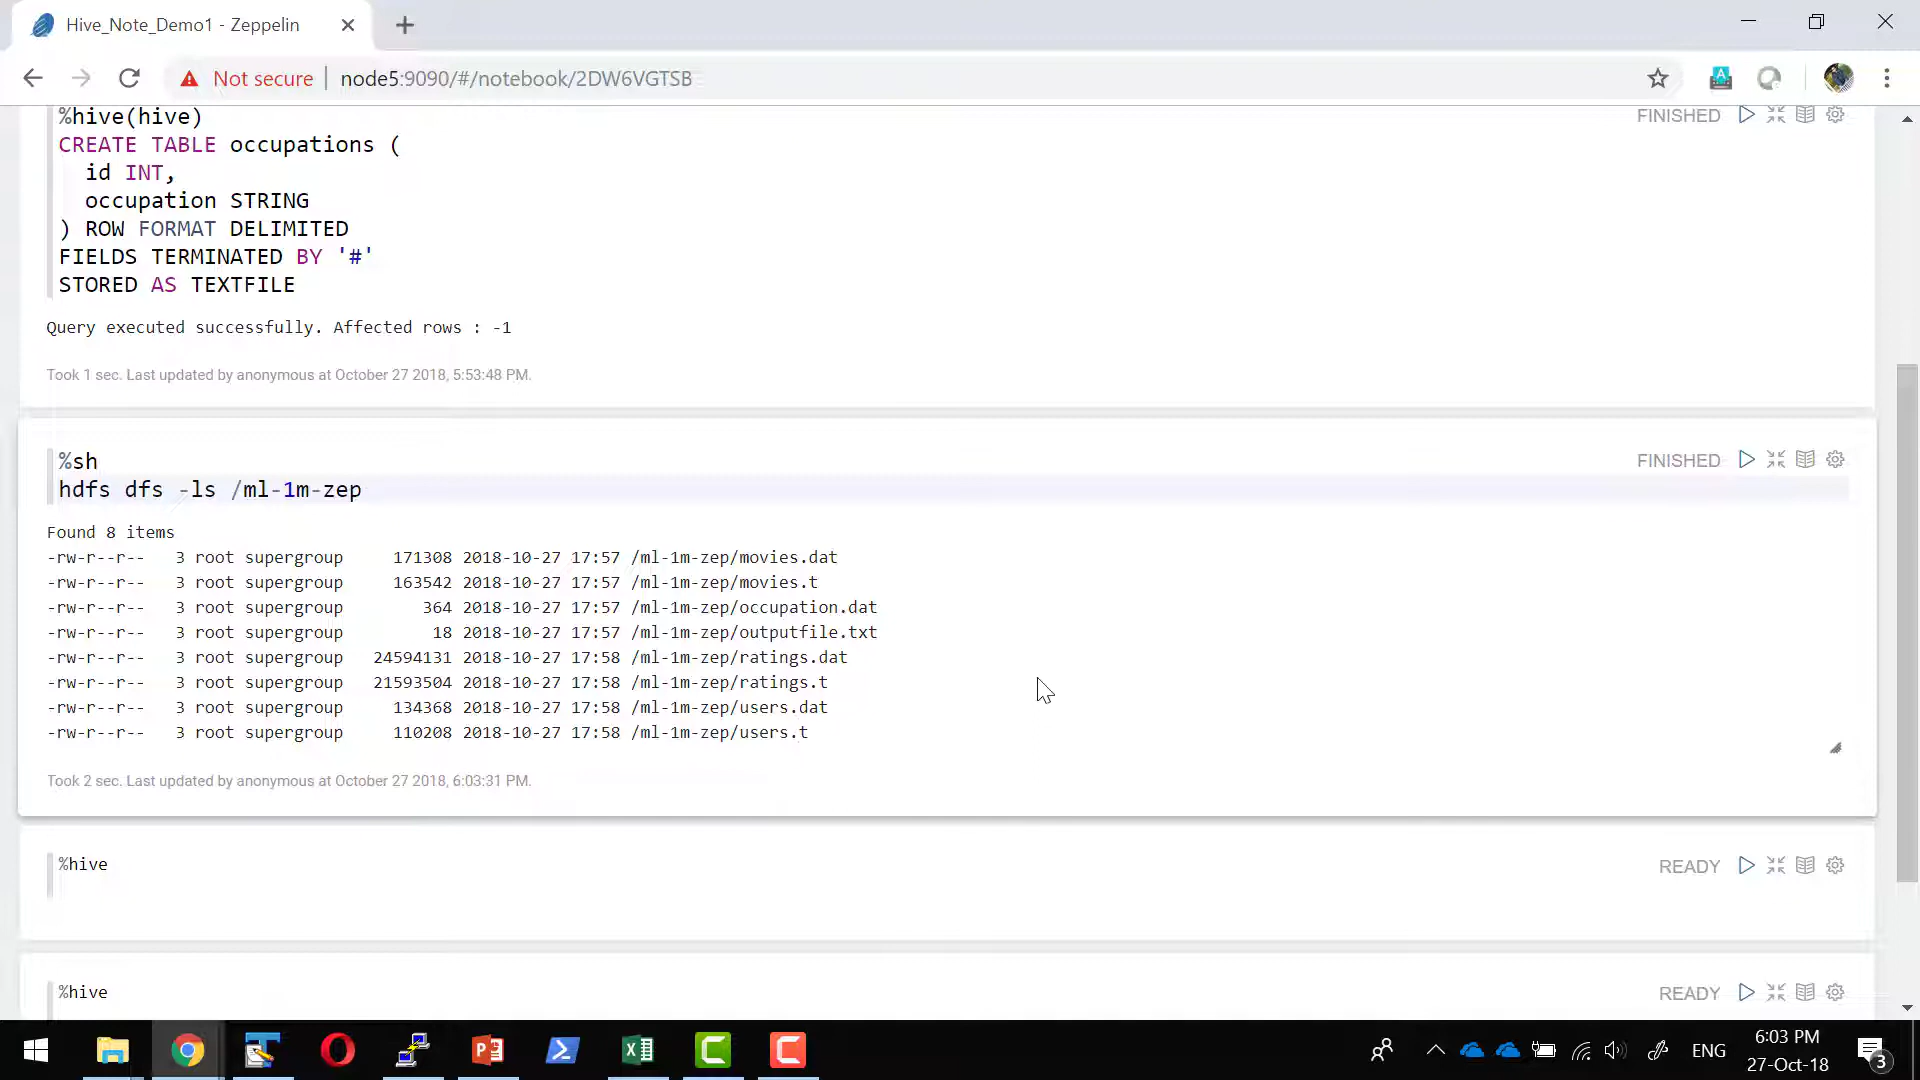 Hive_Note_Demo1 - Zeppelin
Not secure | node5:9090/#/notebook/2DW6VGTSB
%hive(hive)
FINISHED
CREATE TABLE occupations (
id INT,
occupation STRING
) ROW FORMAT DELIMITED
FIELDS TERMINATED BY '#'
STORED AS TEXTFILE
Query executed successfully. Affected rows : -1
Took 1 sec. Last updated by anonymous at October 27 2018, 5:53:48 PM.
%sh
FINISHED
hdfs dfs -ls /ml-1m-zep
Found 8 items
-rw-r--r-- 3 root supergroup 171308 2018-10-27 17:57 /ml-1m-zep/movies.dat
-rw-r--r-- 3 root supergroup 163542 2018-10-27 17:57 /ml-1m-zep/movies.t
-rw-r--r-- 3 root supergroup 364 2018-10-27 17:57 /ml-1m-zep/occupation.dat
-rw-r--r-- 3 root supergroup 18 2018-10-27 17:57 /ml-1m-zep/outputfile.txt
-rw-r--r-- 3 root supergroup 24594131 2018-10-27 17:58 /ml-1m-zep/ratings.dat
-rw-r--r-- 3 root supergroup 21593504 2018-10-27 17:58 /ml-1m-zep/ratings.t
-rw-r--r-- 3 root supergroup 134368 2018-10-27 17:58 /ml-1m-zep/users.dat
-rw-r--r-- 3 root supergroup 110208 2018-10-27 17:58 /ml-1m-zep/users.t
Took 2 sec. Last updated by anonymous at October 27 2018, 6:03:31 PM.
%hive
READY
%hive
READY
ENG
6:03 PM
27-Oct-18
3